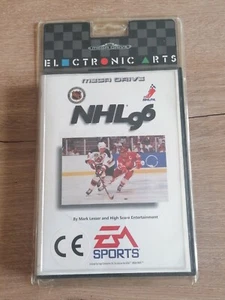 ELECTRONIC ARTS
MEGA DRIVE
NHL96
By Mark Lesser and High Score Entertainment
CE
EA
SPORTS